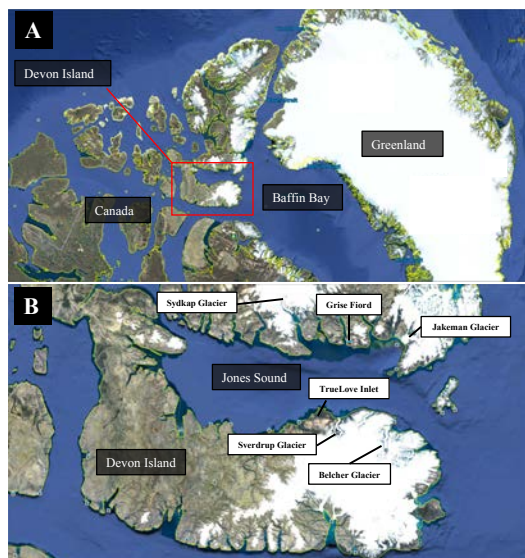 A
Devon Island
Greenland
Baffin Bay
Canada
B
Sydkap Glacier
Grise Fiord
Jakeman Glacier
Jones Sound
TrueLove Inlet
Sverdrup Glacier
Devon Island
Belcher Glacier